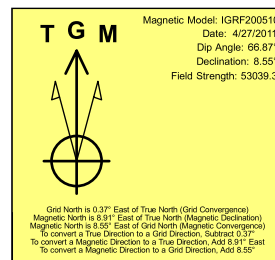 T G M
Magnetic Model: IGRF200510
Date: 4/27/2011
Dip Angle: 66.87°
Declination: 8.55°
Field Strength: 53039.3
Grid North is 0.37° East of True North (Grid Convergence)
Magnetic North is 8.91° East of True North (Magnetic Declination)
Magnetic North is 8.55° East of Grid North (Magnetic Convergence)
To convert a True Direction to a Grid Direction, Subtract 0.37°
To convert a Magnetic Direction to a True Direction, Add 8.91° East
To convert a Magnetic Direction to a Grid Direction, Add 8.55°